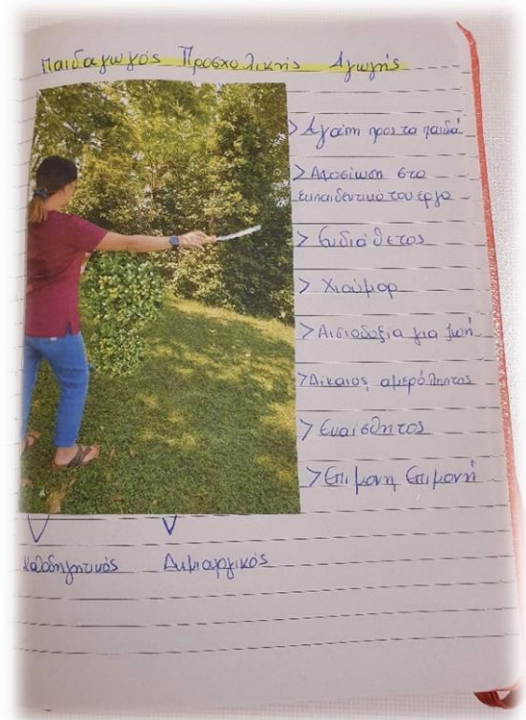 Παιδαγωγός Προσχολικής Αγωγής
> Αγάπη προς τα παιδιά
> Αφοσίωση στο
εκπαιδευτικό του έργο
> Ευδιάθετος
> Χιούμορ
> Αισιοδοξία για ζωή
> Δίκαιος, αμερόληπτος
> Ευαίσθητος
> Επιμονή Επιμονή
Καθοδηγητικός Δημιουργικός